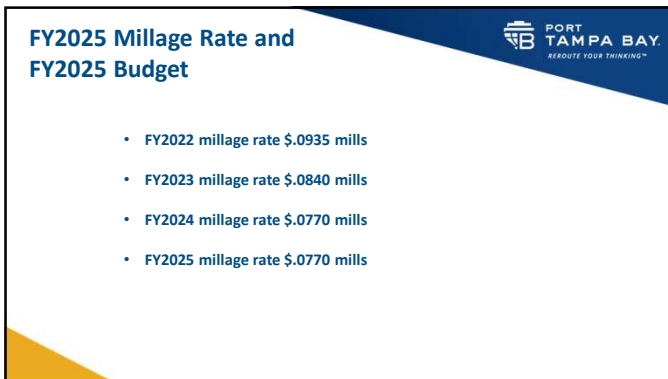 FY2025 Millage Rate and
FY2025 Budget
PORT
TAMPA BAY.
REROUTE YOUR THINKING™
• FY2022 millage rate $.0935 mills
• FY2023 millage rate $.0840 mills
• FY2024 millage rate $.0770 mills
• FY2025 millage rate $.0770 mills